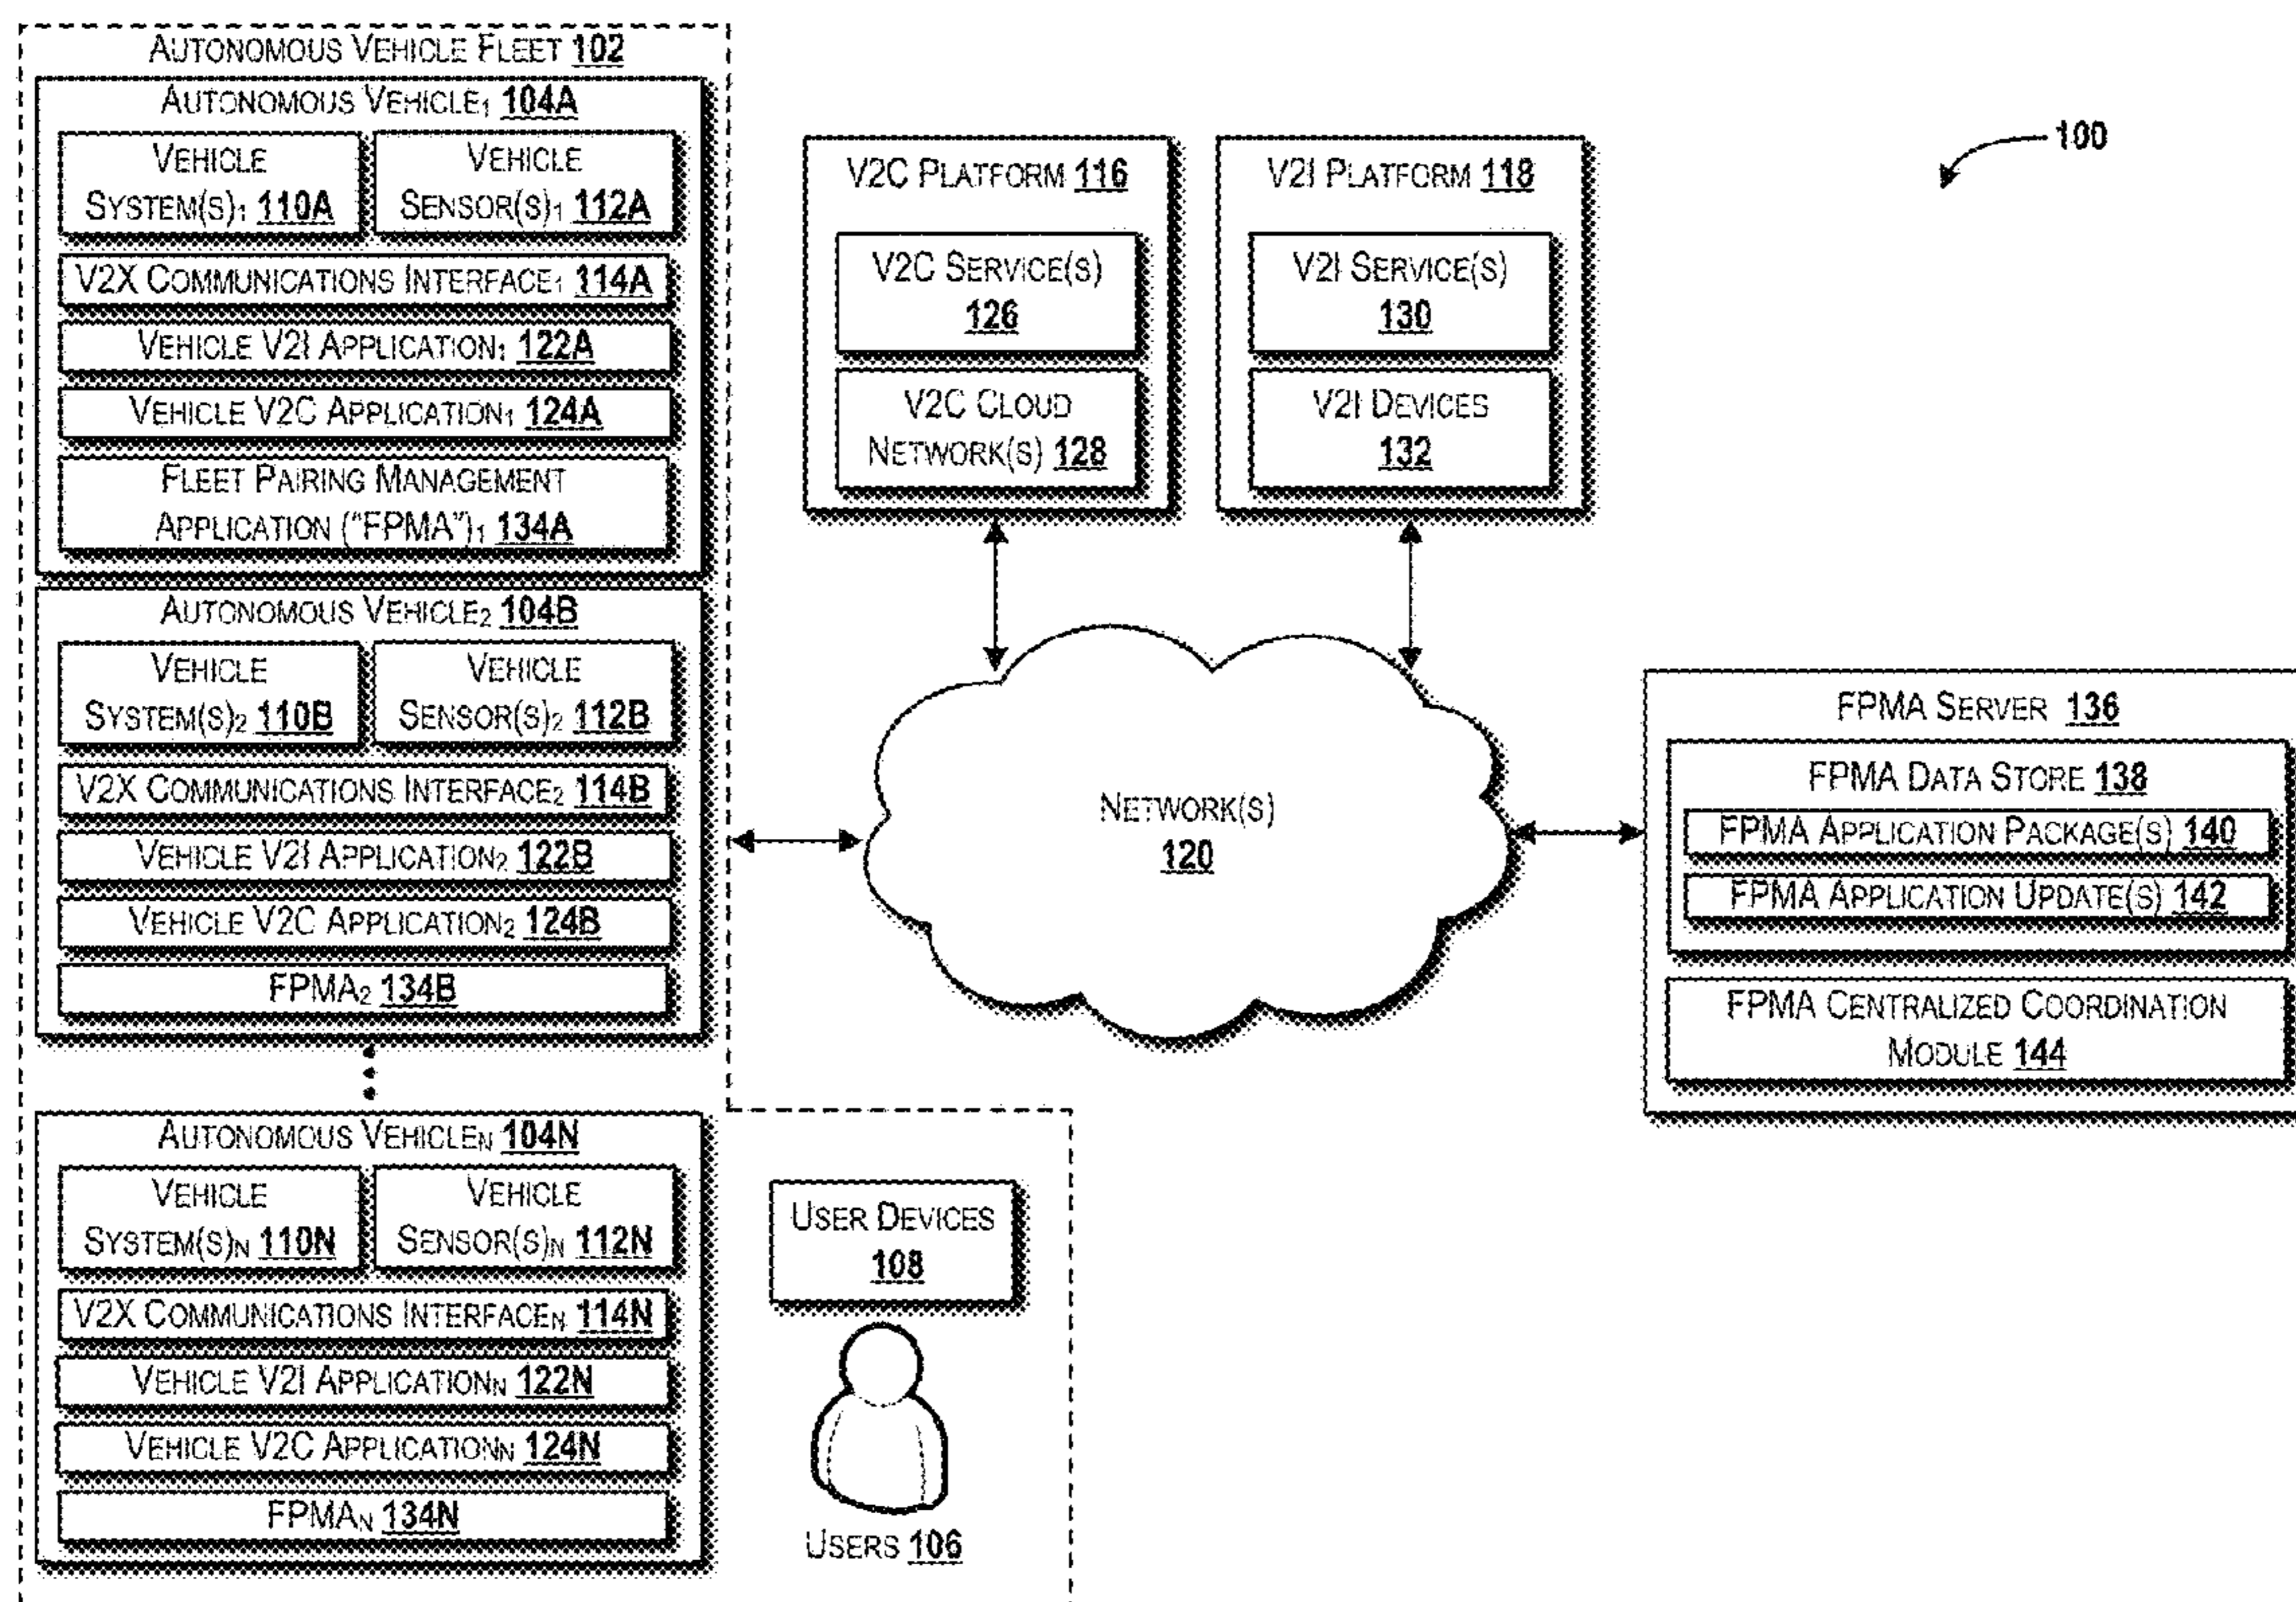 AUTONOMOUS VEHICLE FLEET 102
AUTONOMOUS VEHICLE₁ 104A
VEHICLE
SYSTEM(S)₁ 110A
VEHICLE
SENSOR(S)₁ 112A
V2X COMMUNICATIONS INTERFACE₁ 114A
VEHICLE V2I APPLICATION₁ 122A
VEHICLE V2C APPLICATION₁ 124A
FLEET PAIRING MANAGEMENT
APPLICATION ("FPMA")₁ 134A
AUTONOMOUS VEHICLE₂ 104B
VEHICLE
SYSTEM(S)₂ 110B
VEHICLE
SENSOR(S)₂ 112B
V2X COMMUNICATIONS INTERFACE₂ 114B
VEHICLE V2I APPLICATION₂ 122B
VEHICLE V2C APPLICATION₂ 124B
FPMA₂ 134B
AUTONOMOUS VEHICLEN 104N
VEHICLE
SYSTEM(S)N 110N
VEHICLE
SENSOR(S)N 112N
V2X COMMUNICATIONS INTERFACEN 114N
VEHICLE V2I APPLICATIONN 122N
VEHICLE V2C APPLICATIONN 124N
FPMAN 134N
USER DEVICES
108
USERS 106
V2C PLATFORM 116
V2C SERVICE(S)
126
V2C CLOUD
NETWORK(S) 128
V2I PLATFORM 118
V2I SERVICE(S)
130
V2I DEVICES
132
100
NETWORK(S)
120
FPMA SERVER 136
FPMA DATA STORE 138
FPMA APPLICATION PACKAGE(S) 140
FPMA APPLICATION UPDATE(S) 142
FPMA CENTRALIZED COORDINATION
MODULE 144